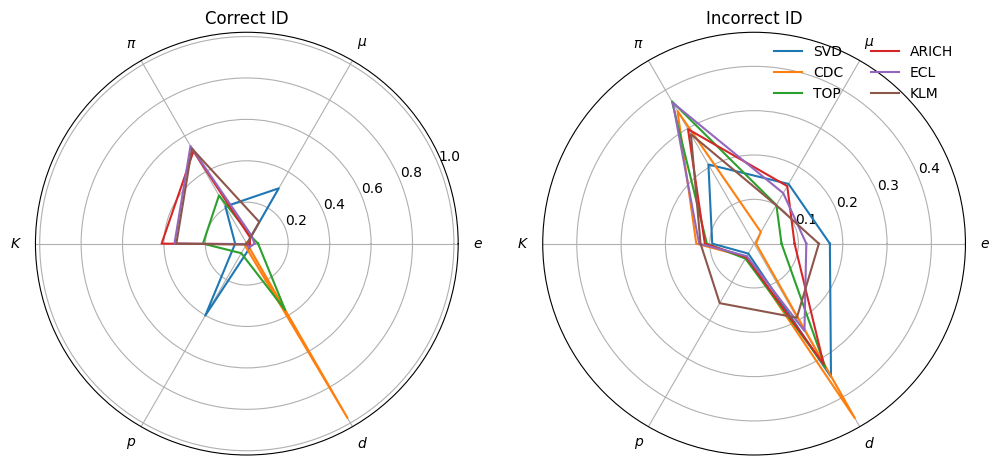 Correct ID
π
μ
1.0
0.8
0.6
0.4
0.2
K
e
p
d
Incorrect ID
π
μ
SVD
ARICH
CDC
ECL
TOP
KLM
0.4
0.3
0.2
0.1
K
e
p
d